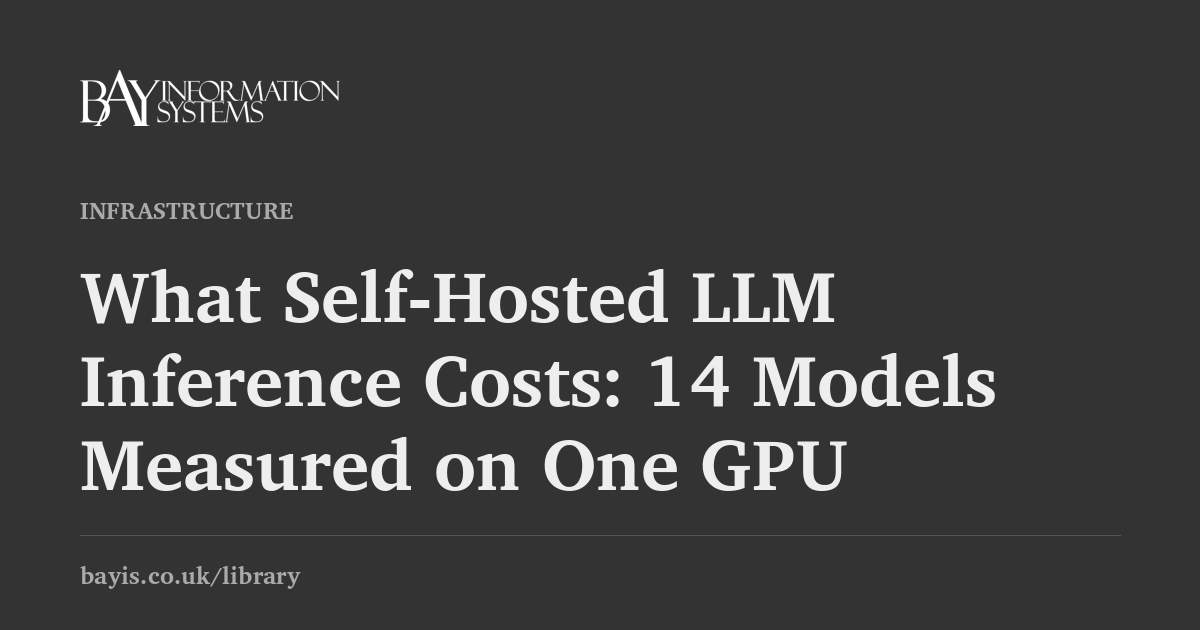 BAY INFORMATION
SYSTEMS
INFRASTRUCTURE
What Self-Hosted LLM
Inference Costs: 14 Models
Measured on One GPU
bayis.co.uk/library